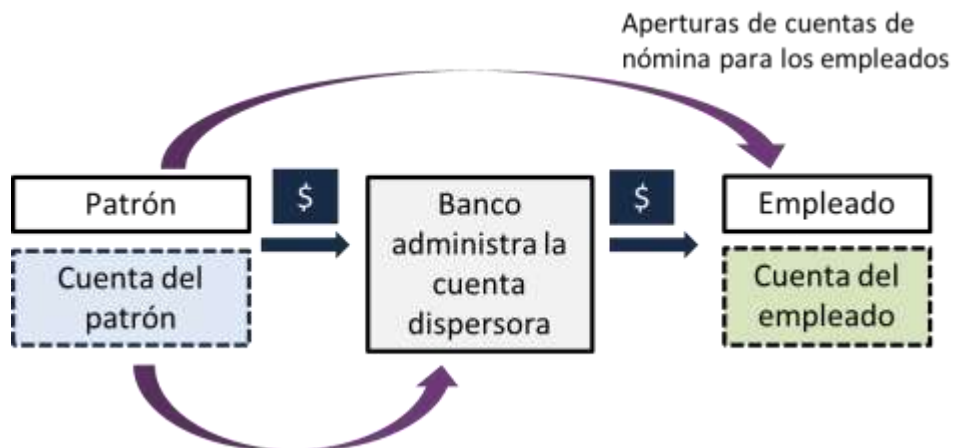 Aperturas de cuentas de
nómina para los empleados
Patrón
$
Banco
administra la
cuenta
dispersora
$
Empleado
Cuenta del
patrón
Cuenta del
empleado